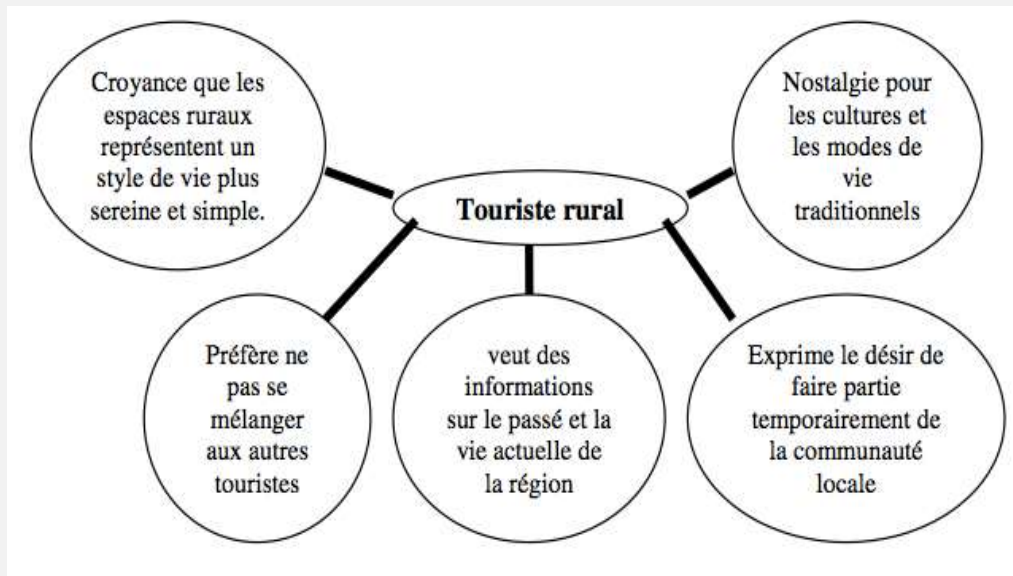 Croyance que les
espaces ruraux
représentent un
style de vie plus
sereine et simple.
Nostalgie pour
les cultures et
les modes de
vie
traditionnels
Touriste rural
Préfère ne
pas se
mélanger
aux autres
touristes
veut des
informations
sur le passé et la
vie actuelle de
la région
Exprime le désir de
faire partie
temporairement de
la communauté
locale